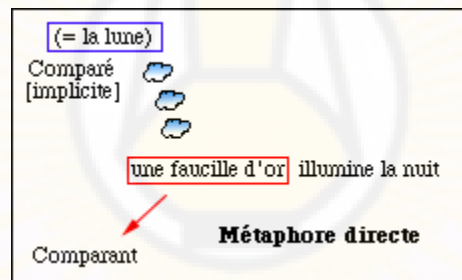 (= la lune)
Comparé
[implicite]
une faucille d'or illumine la nuit
Métaphore directe
Comparant